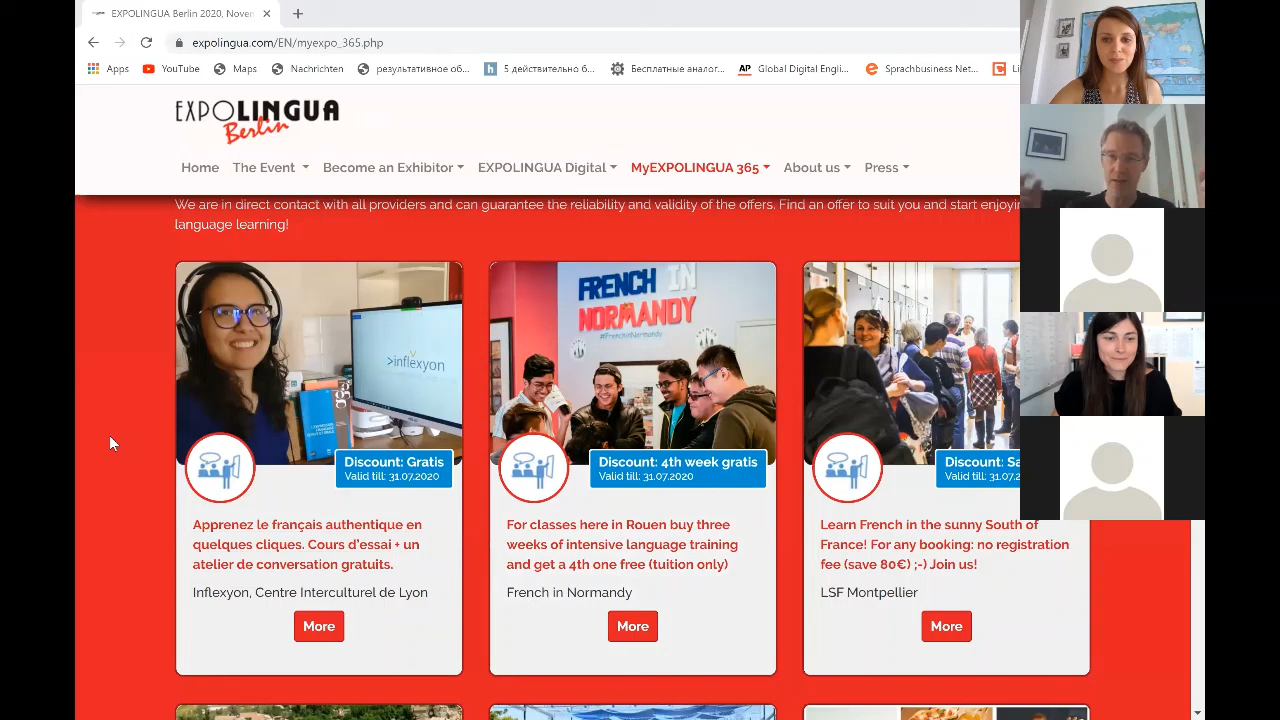 EXPOLINGUA Berlin 2020, Noven
expolingua.com/EN/myexpo_365.php
Apps YouTube Maps Nachrichten результативное об... 5 действительно б... Бесплатные аналог... AP Global Digital Engli... Sprachbusiness Net...
EXPOLINGUA
Berlin
Home The Event Become an Exhibitor EXPOLINGUA Digital MyEXPOLINGUA 365 About us Press
We are in direct contact with all providers and can guarantee the reliability and validity of the offers. Find an offer to suit you and start enjoying
language learning!
>inflexyon
Discount: Gratis
Valid till: 31.07.2020
Apprenez le français authentique en
quelques cliques. Cours d'essai + un
atelier de conversation gratuits.
Inflexyon, Centre Interculturel de Lyon
More
FRENCH IN
NORMANDY
#FrenchinNormandy
Discount: 4th week gratis
Valid till: 31.07.2020
For classes here in Rouen buy three
weeks of intensive language training
and get a 4th one free (tuition only)
French in Normandy
More
Discount: Sa
Valid till: 31.07.2
Learn French in the sunny South of
France! For any booking: no registration
fee (save 80€) ;-) Join us!
LSF Montpellier
More